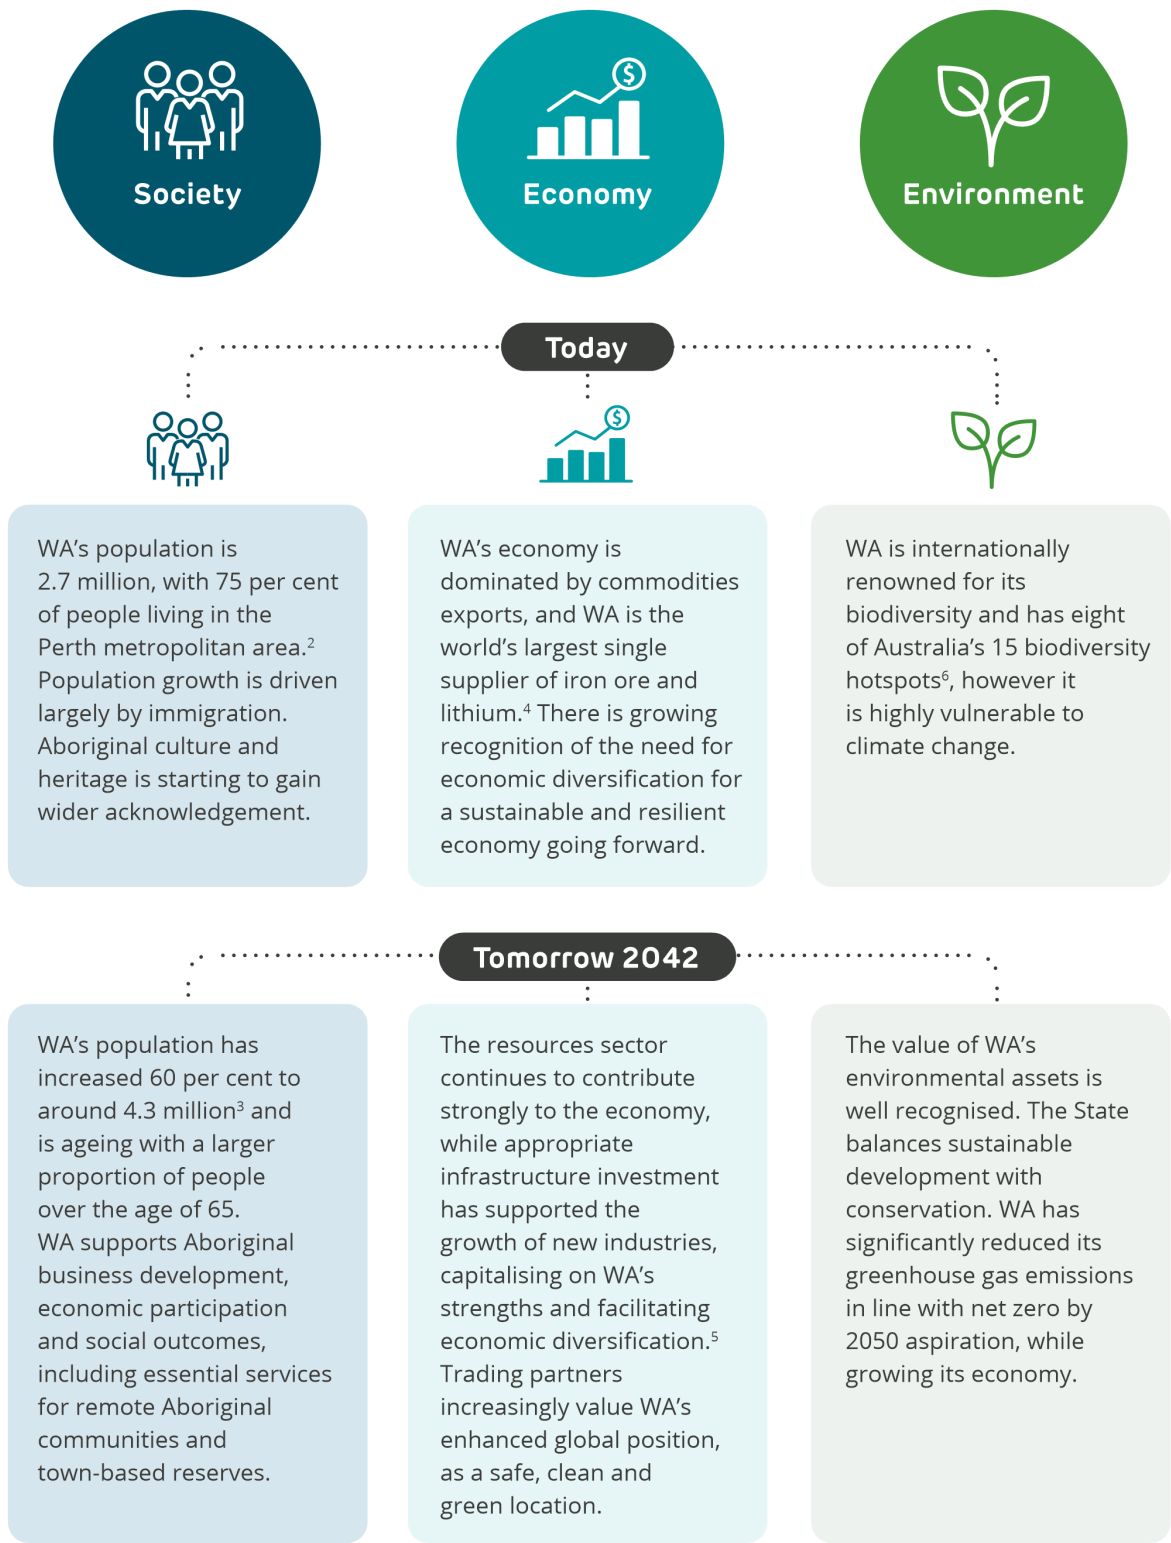 Society
Economy
Environment
Today
WA’s population is
2.7 million, with 75 per cent
of people living in the
Perth metropolitan area.2
Population growth is driven
largely by immigration.
Aboriginal culture and
heritage is starting to gain
wider acknowledgement.
WA’s economy is
dominated by commodities
exports, and WA is the
world’s largest single
supplier of iron ore and
lithium.4 There is growing
recognition of the need for
economic diversification for
a sustainable and resilient
economy going forward.
WA is internationally
renowned for its
biodiversity and has eight
of Australia’s 15 biodiversity
hotspots6, however it
is highly vulnerable to
climate change.
Tomorrow 2042
WA’s population has
increased 60 per cent to
around 4.3 million3 and
is ageing with a larger
proportion of people
over the age of 65.
WA supports Aboriginal
business development,
economic participation
and social outcomes,
including essential services
for remote Aboriginal
communities and
town-based reserves.
The resources sector
continues to contribute
strongly to the economy,
while appropriate
infrastructure investment
has supported the
growth of new industries,
capitalising on WA’s
strengths and facilitating
economic diversification.5
Trading partners
increasingly value WA’s
enhanced global position,
as a safe, clean and
green location.
The value of WA’s
environmental assets is
well recognised. The State
balances sustainable
development with
conservation. WA has
significantly reduced its
greenhouse gas emissions
in line with net zero by
2050 aspiration, while
growing its economy.